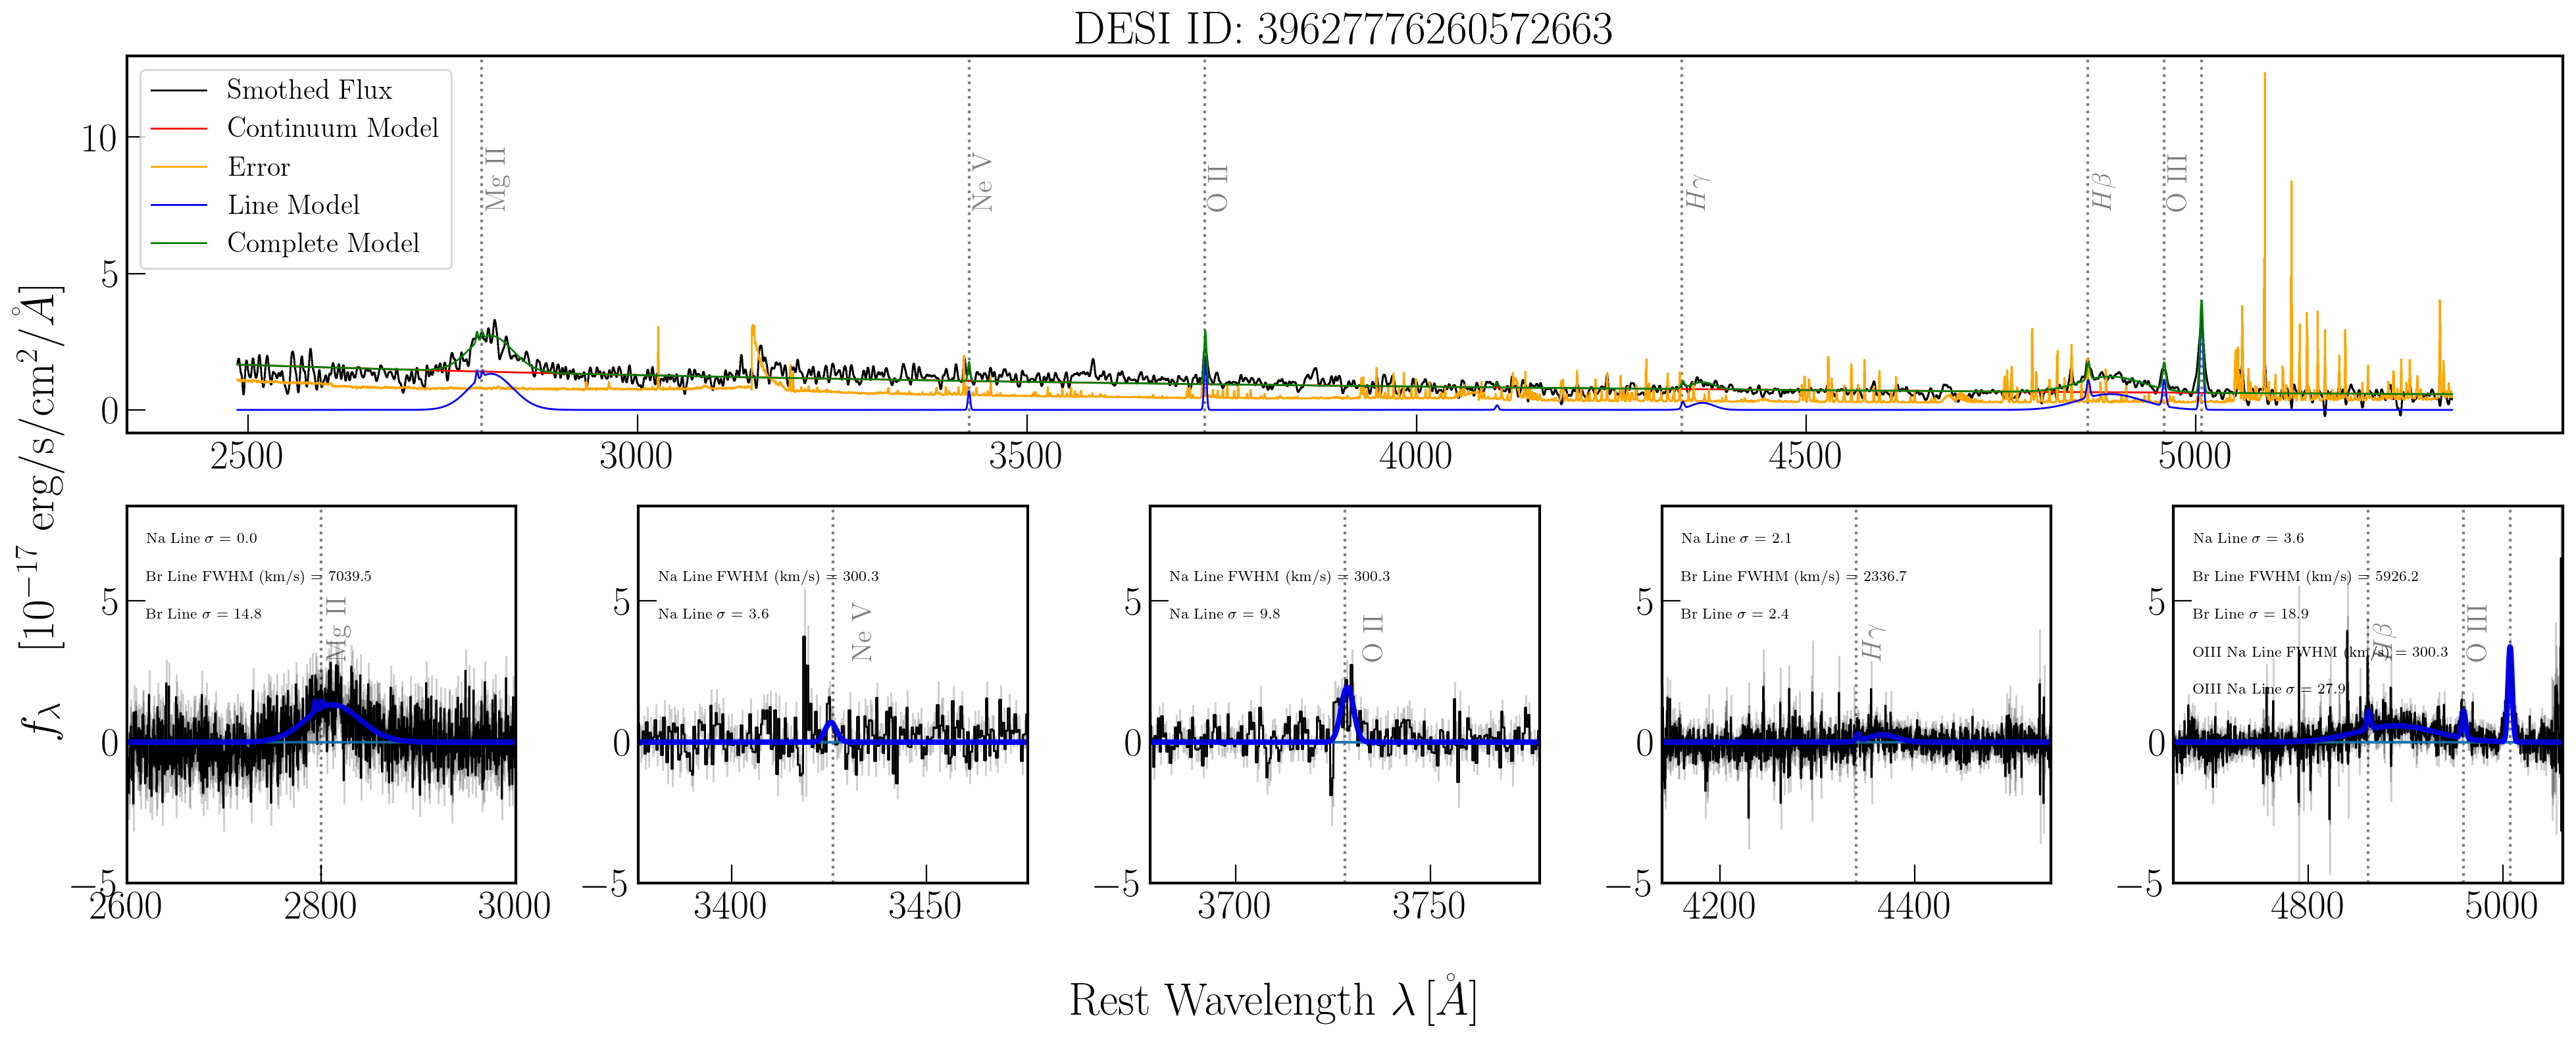 DESI ID: 39627776260572663
Smothed Flux
Continuum Model
Error
Line Model
Complete Model
Mg II
Ne V
O II
Hγ
Hβ
O III
10
5
0
2500 3000 3500 4000 4500 5000
f_λ [10^{−17} erg/s/cm^2/Å]
Na Line σ = 0.0
Br Line FWHM (km/s) = 7039.5
Br Line σ = 14.8
Mg II
5
0
−5
2600 2800 3000
Na Line FWHM (km/s) = 300.3
Na Line σ = 3.6
Ne V
5
0
−5
3400 3450
Na Line FWHM (km/s) = 300.3
Na Line σ = 9.8
O II
5
0
−5
3700 3750
Na Line σ = 2.1
Br Line FWHM (km/s) = 2336.7
Br Line σ = 2.4
Hγ
5
0
−5
4200 4400
Na Line σ = 3.6
Br Line FWHM (km/s) = 5926.2
Br Line σ = 18.9
OIII Na Line FWHM (km/s) = 300.3
OIII Na Line σ = 27.9
Hβ
O III
5
0
−5
4800 5000
Rest Wavelength λ [Å]